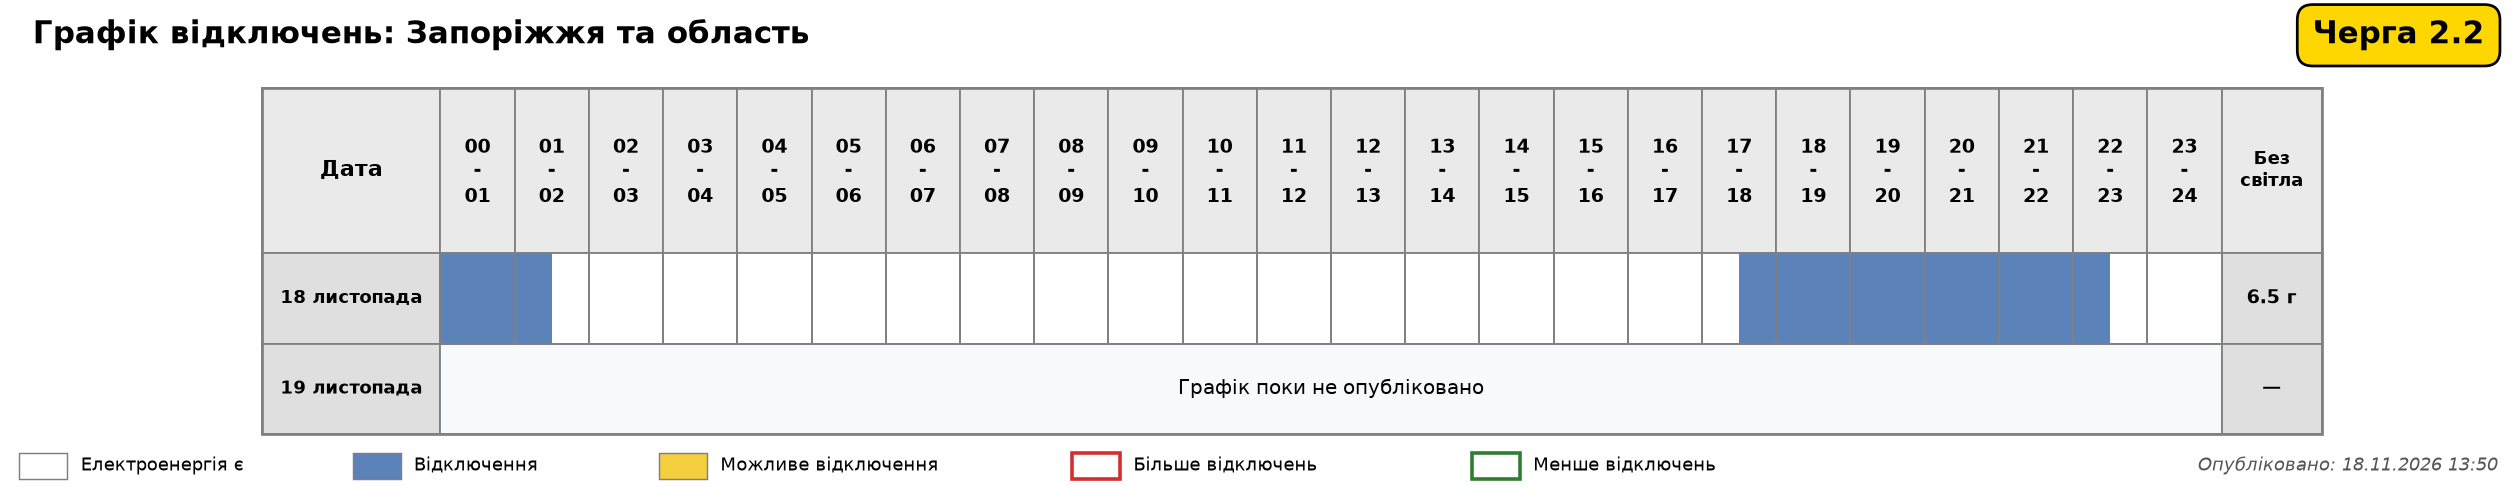 Графік відключень: Запоріжжя та область
Черга 2.2
Дата
00 - 01
01 - 02
02 - 03
03 - 04
04 - 05
05 - 06
06 - 07
07 - 08
08 - 09
09 - 10
10 - 11
11 - 12
12 - 13
13 - 14
14 - 15
15 - 16
16 - 17
17 - 18
18 - 19
19 - 20
20 - 21
21 - 22
22 - 23
23 - 24
Без
світла
18 листопада
6.5 г
19 листопада
Графік поки не опубліковано
—
Електроенергія є
Відключення
Можливе відключення
Більше відключень
Менше відключень
Опубліковано: 18.11.2026 13:50